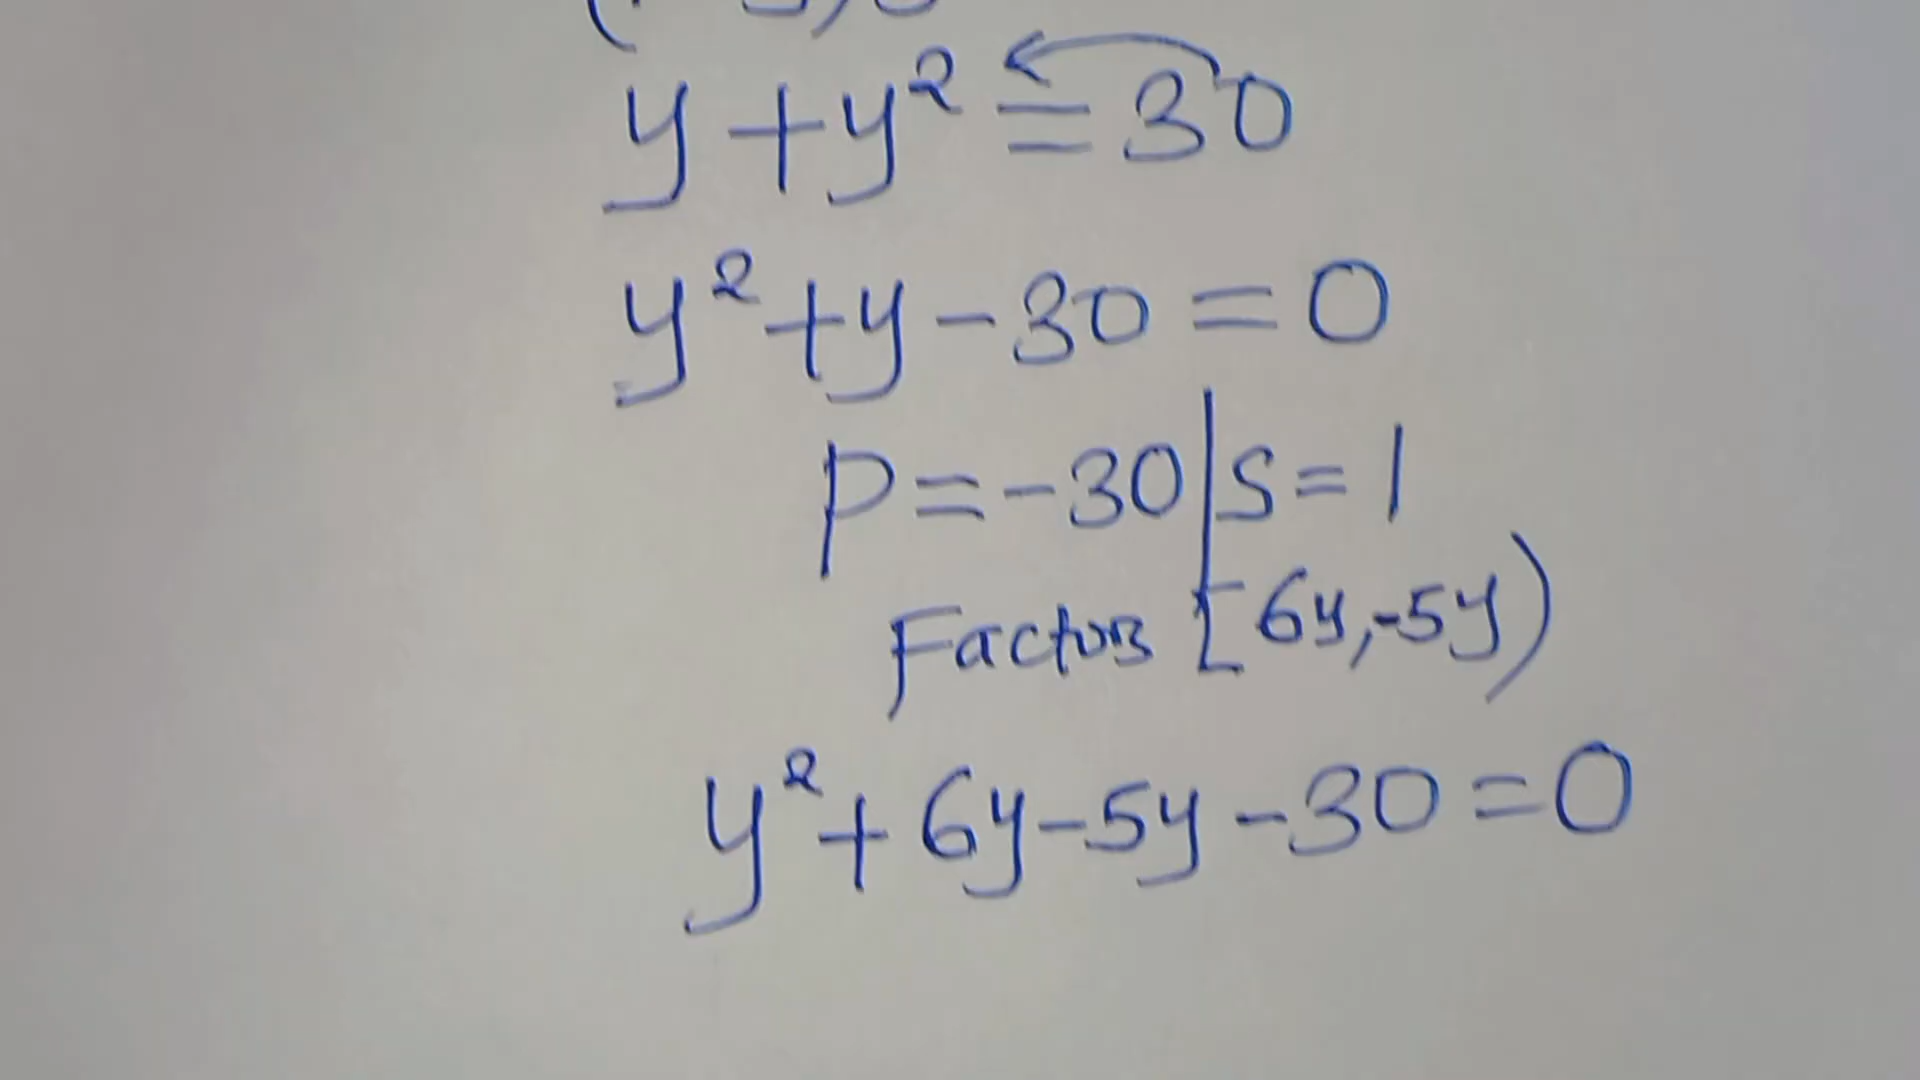 y + y² = 30
y² + y - 30 = 0
P = -30 | S = 1
Factors [6y, -5y)
y² + 6y - 5y - 30 = 0